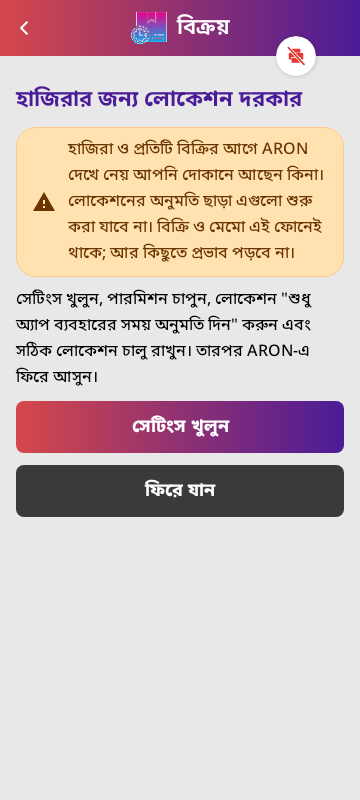 বিক্রয়
হাজিরার জন্য লোকেশন দরকার
হাজিরা ও প্রতিটি বিক্রির আগে ARON
দেখে নেয় আপনি দোকানে আছেন কিনা।
লোকেশনের অনুমতি ছাড়া এগুলো শুরু
করা যাবে না। বিক্রি ও মেমো এই ফোনেই
থাকে; আর কিছুতে প্রভাব পড়বে না।
সেটিংস খুলুন, পারমিশন চাপুন, লোকেশন "শুধু
অ্যাপ ব্যবহারের সময় অনুমতি দিন" করুন এবং
সঠিক লোকেশন চালু রাখুন। তারপর ARON-এ
ফিরে আসুন।
সেটিংস খুলুন
ফিরে যান